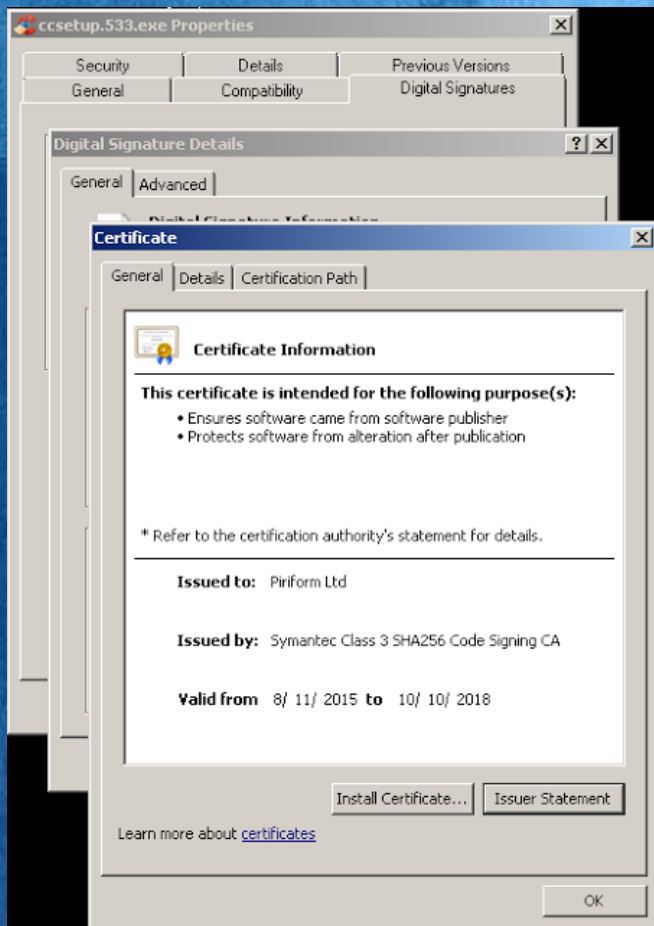 ccsetup.533.exe Properties
Security Details Previous Versions
General Compatibility Digital Signatures
Digital Signature Details
General Advanced
Digital Signature Information
Certificate
General Details Certification Path
Certificate Information
This certificate is intended for the following purpose(s):
• Ensures software came from software publisher
• Protects software from alteration after publication
* Refer to the certification authority's statement for details.
Issued to: Piriform Ltd
Issued by: Symantec Class 3 SHA256 Code Signing CA
Valid from 8/ 11/ 2015 to 10/ 10/ 2018
Install Certificate... Issuer Statement
Learn more about certificates
OK